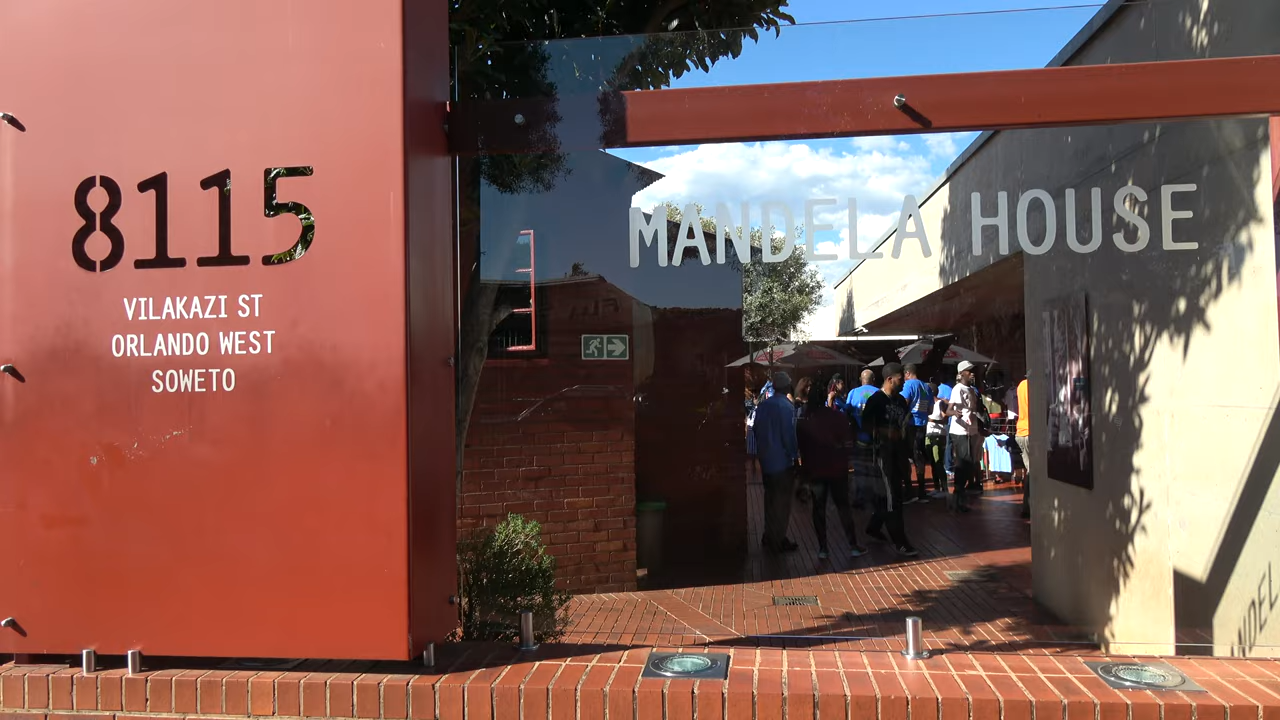 8115
VILAKAZI ST
ORLANDO WEST
SOWETO
MANDELA HOUSE